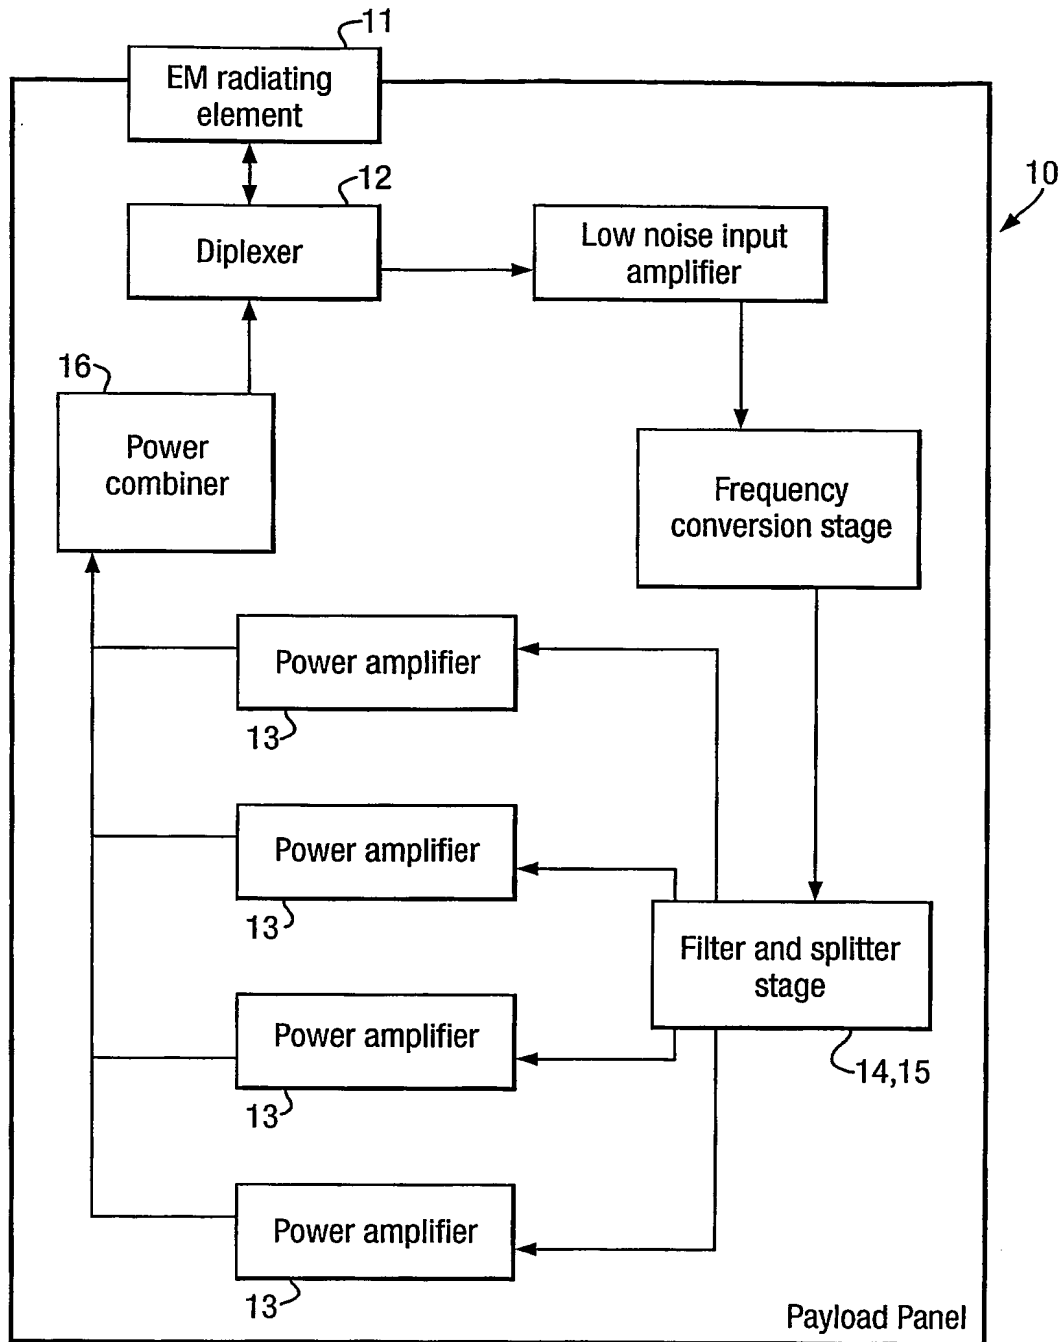 11
EM radiating
element
10
12
Diplexer
Low noise input
amplifier
16
Power
combiner
Frequency
conversion stage
Power amplifier
13
Power amplifier
13
Filter and splitter
stage
14,15
Power amplifier
13
Power amplifier
13
Payload Panel